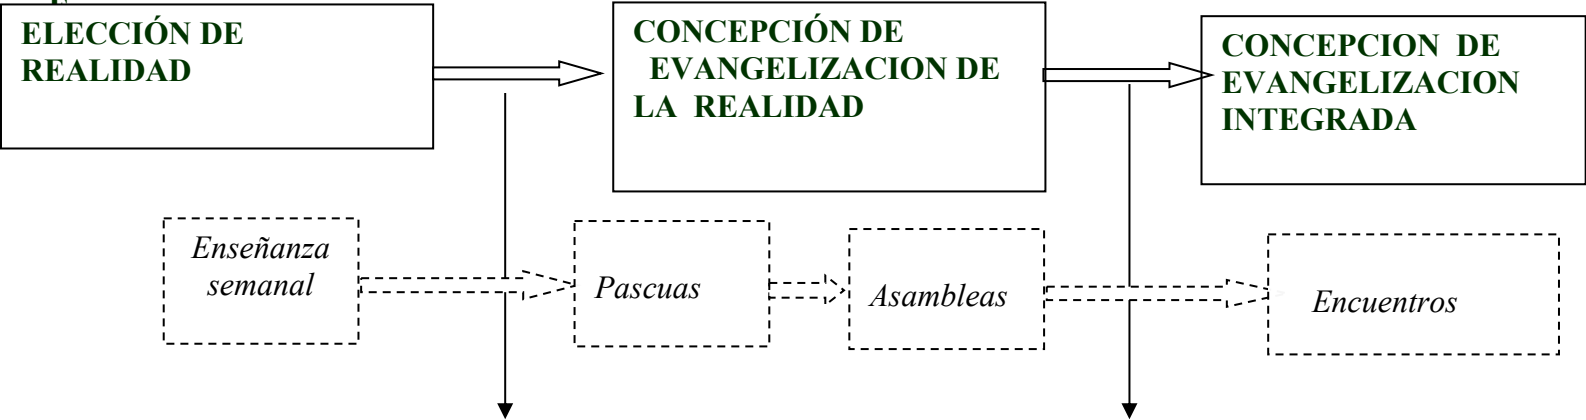 ELECCIÓN DE
REALIDAD
CONCEPCIÓN DE
EVANGELIZACION DE
LA REALIDAD
CONCEPCION DE
EVANGELIZACION
INTEGRADA
Enseñanza
semanal
Pascuas
Asambleas
Encuentros